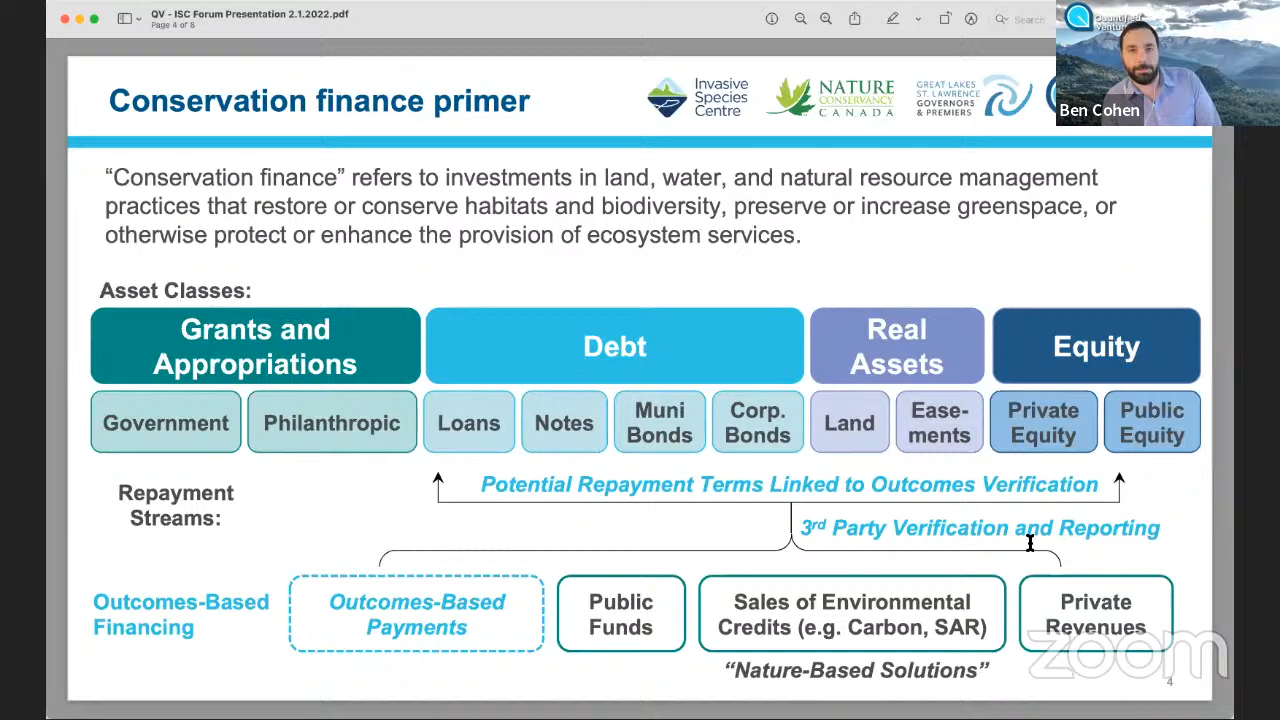 QV - ISC Forum Presentation 2.1.2022.pdf
Page 4 of 8
Search
Quantified
Ventures
Ben Cohen
Conservation finance primer
Invasive
Species
Centre
NATURE
CONSERVANCY
CANADA
GREAT LAKES
ST. LAWRENCE
GOVERNORS
& PREMIERS
“Conservation finance” refers to investments in land, water, and natural resource management
practices that restore or conserve habitats and biodiversity, preserve or increase greenspace, or
otherwise protect or enhance the provision of ecosystem services.
Asset Classes:
Grants and
Appropriations
Debt
Real
Assets
Equity
Government
Philanthropic
Loans
Notes
Muni
Bonds
Corp.
Bonds
Land
Ease-
ments
Private
Equity
Public
Equity
Repayment
Streams:
Potential Repayment Terms Linked to Outcomes Verification
3rd Party Verification and Reporting
Outcomes-Based
Financing
Outcomes-Based
Payments
Public
Funds
Sales of Environmental
Credits (e.g. Carbon, SAR)
Private
Revenues
“Nature-Based Solutions”
zoom
4